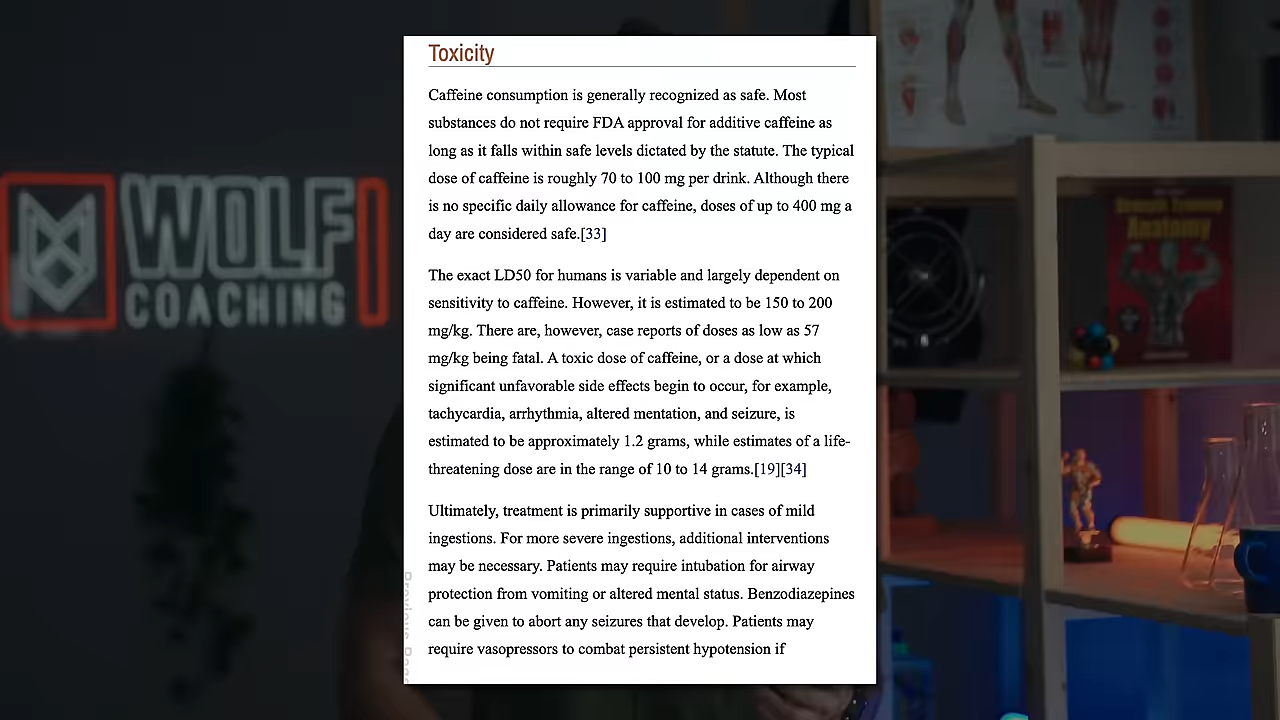 Toxicity
Caffeine consumption is generally recognized as safe. Most
substances do not require FDA approval for additive caffeine as
long as it falls within safe levels dictated by the statute. The typical
dose of caffeine is roughly 70 to 100 mg per drink. Although there
is no specific daily allowance for caffeine, doses of up to 400 mg a
day are considered safe.[33]
The exact LD50 for humans is variable and largely dependent on
sensitivity to caffeine. However, it is estimated to be 150 to 200
mg/kg. There are, however, case reports of doses as low as 57
mg/kg being fatal. A toxic dose of caffeine, or a dose at which
significant unfavorable side effects begin to occur, for example,
tachycardia, arrhythmia, altered mentation, and seizure, is
estimated to be approximately 1.2 grams, while estimates of a life-
threatening dose are in the range of 10 to 14 grams.[19][34]
Ultimately, treatment is primarily supportive in cases of mild
ingestions. For more severe ingestions, additional interventions
may be necessary. Patients may require intubation for airway
protection from vomiting or altered mental status. Benzodiazepines
can be given to abort any seizures that develop. Patients may
require vasopressors to combat persistent hypotension if
WOLF
COACHING
Anatomy